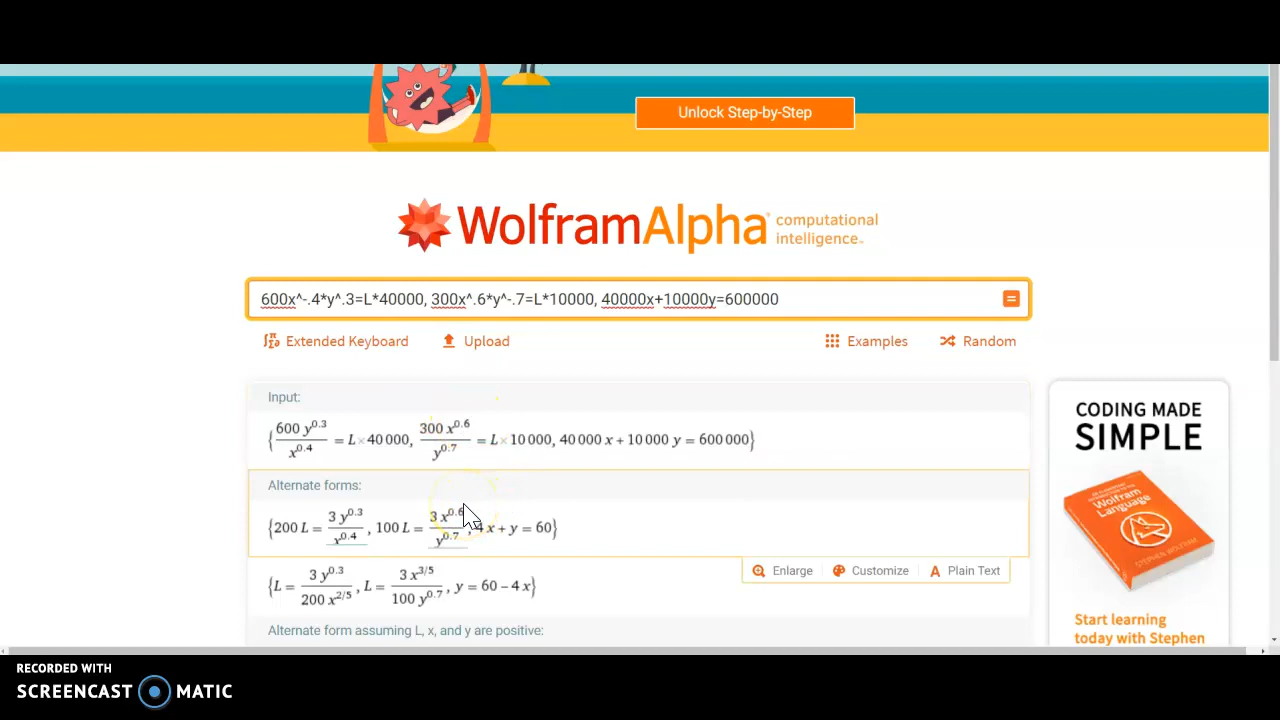 Unlock Step-by-Step
WolframAlpha computational intelligence™
600x^-.4*y^.3=L*40000, 300x^.6*y^-.7=L*10000, 40000x+10000y=600000
Extended Keyboard Upload Examples Random
Input:
{600 y^0.3 / x^0.4 = L×40 000, 300 x^0.6 / y^0.7 = L×10 000, 40 000 x + 10 000 y = 600 000}
Alternate forms:
{200 L = 3 y^0.3 / x^0.4, 100 L = 3 x^0.6 / y^0.7, 4 x + y = 60}
Enlarge Customize A Plain Text
{L = 3 y^0.3 / 200 x^2/5, L = 3 x^3/5 / 100 y^0.7, y = 60 – 4 x}
Alternate form assuming L, x, and y are positive:
CODING MADE
SIMPLE
Wolfram
Language
Start learning
today with Stephen
RECORDED WITH
SCREENCAST MATIC